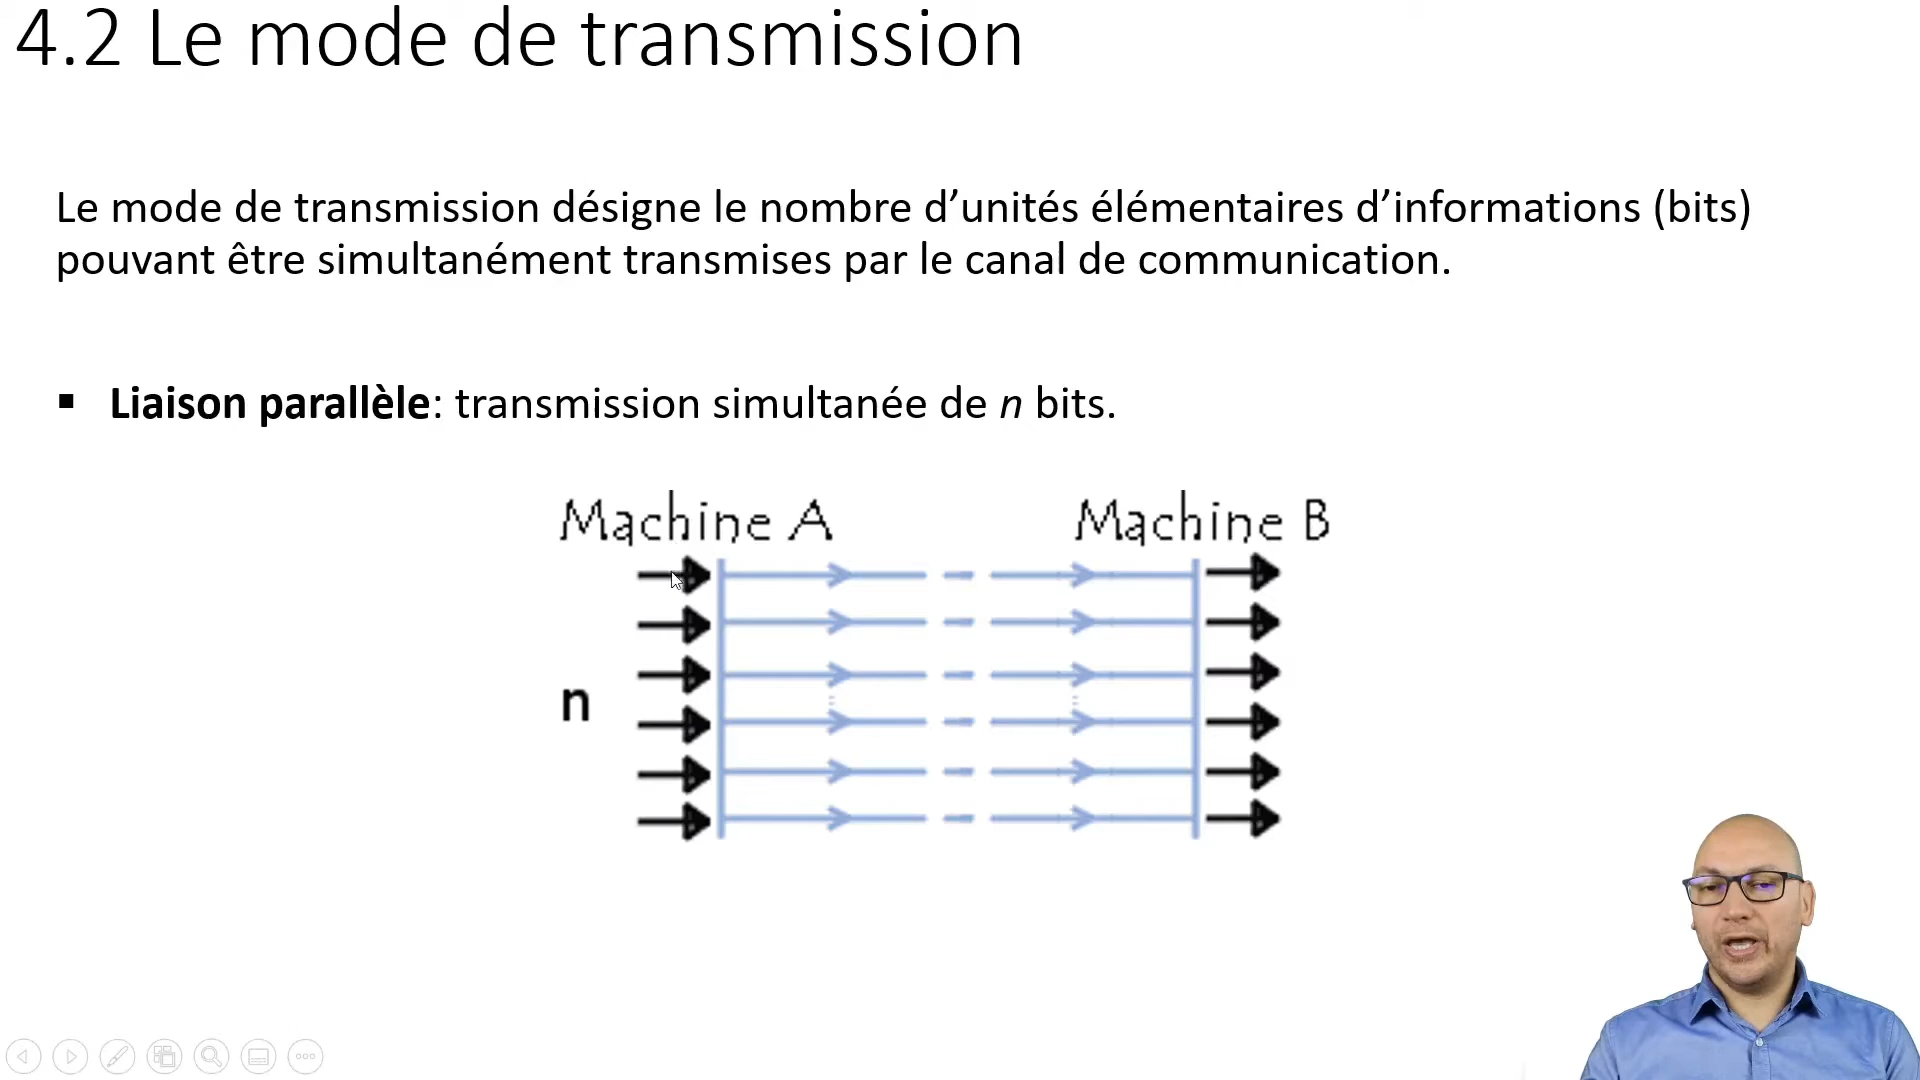 4.2 Le mode de transmission
Le mode de transmission désigne le nombre d’unités élémentaires d’informations (bits)
pouvant être simultanément transmises par le canal de communication.
▪ Liaison parallèle: transmission simultanée de n bits.
Machine A Machine B
n